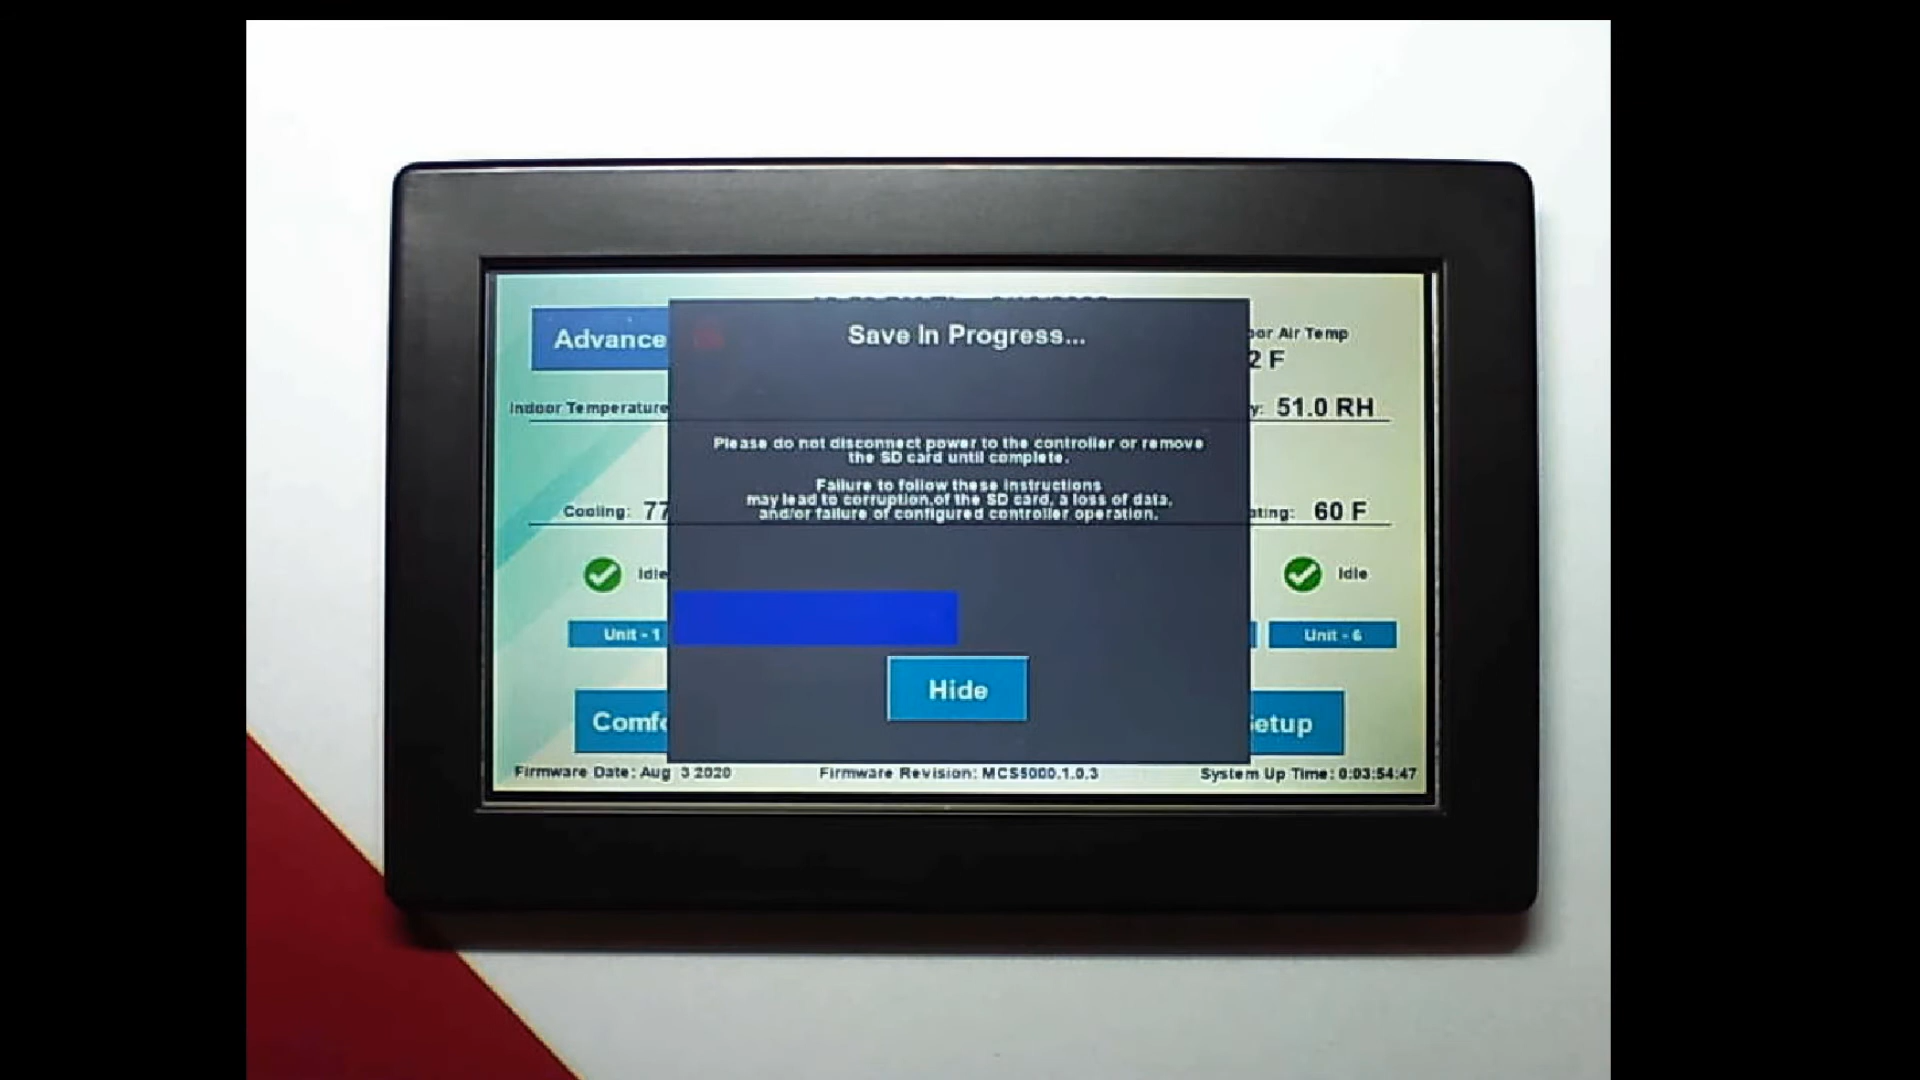 Advance
Save In Progress...
Air Temp
2 F
Indoor Temperature
51.0 RH
Please do not disconnect power to the controller or remove
the SD card until complete.
Failure to follow these instructions
may lead to corruption,of the SD card, a loss of data,
and/or failure of configured controller operation.
Cooling: 77
60 F
Idle
Idle
Unit - 1
Unit - 6
Hide
Comfo
etup
Firmware Date: Aug 3 2020
Firmware Revision: MCS5000.1.0.3
System Up Time: 0:03:54:47